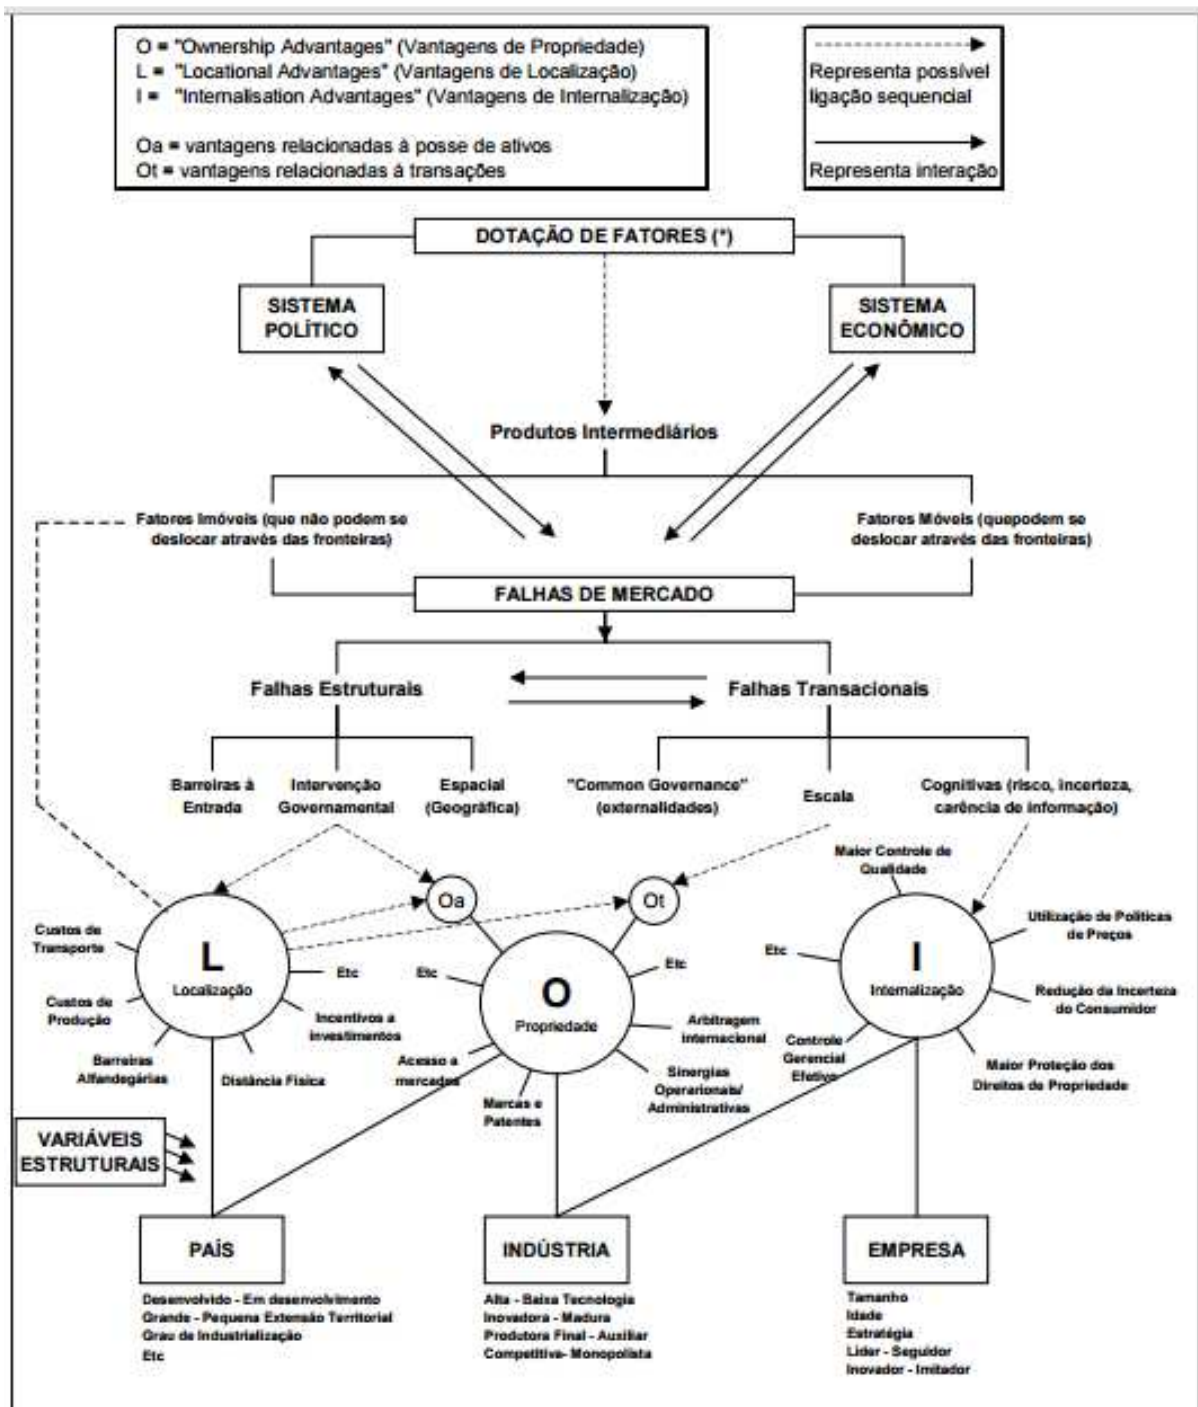 O = "Ownership Advantages" (Vantagens de Propriedade)
L = "Locational Advantages" (Vantagens de Localização)
I = "Internalisation Advantages" (Vantagens de Internalização)
Oa = vantagens relacionadas à posse de ativos
Ot = vantagens relacionadas á transações
Representa possível
ligação sequencial
Representa interação
DOTAÇÃO DE FATORES (*)
SISTEMA
POLÍTICO
SISTEMA
ECONÔMICO
Produtos Intermediários
Fatores Imóveis (que não podem se
deslocar através das fronteiras)
Fatores Móveis (quepodem se
deslocar através das fronteiras)
FALHAS DE MERCADO
Falhas Estruturais
Falhas Transacionais
Barreiras à
Entrada
Intervenção
Governamental
Espacial
(Geográfica)
"Common Governance"
(externalidades)
Escala
Cognitivas (risco, incerteza,
carência de informação)
Oa
Ot
Maior Controle de
Qualidade
Custos de
Transporte
L
Localização
Etc
Custos de
Produção
Incentivos a
investimentos
Barreiras
Alfandegárias
Distância Física
Etc
O
Propriedade
Etc
Arbitragem
internacional
Acesso a
mercados
Marcas e
Patentes
Sinergias
Operarionais/
Administrativas
Etc
I
Internalização
Utilização de Políticas
de Preços
Redução da Incerteza
do Consumidor
Controle
Gerencial
Efetivo
Maior Proteção dos
Direitos de Propriedade
VARIÁVEIS
ESTRUTURAIS
PAÍS
INDÚSTRIA
EMPRESA
Desenvolvido - Em desenvolvimento
Grande - Pequena Extensão Territorial
Grau de Industrialização
Etc
Alta - Baixa Tecnologia
Inovadora - Madura
Produtora Final - Auxiliar
Competitiva- Monopolista
Tamanho
Idade
Estratégia
Lider - Seguidor
Inovador - Imitador